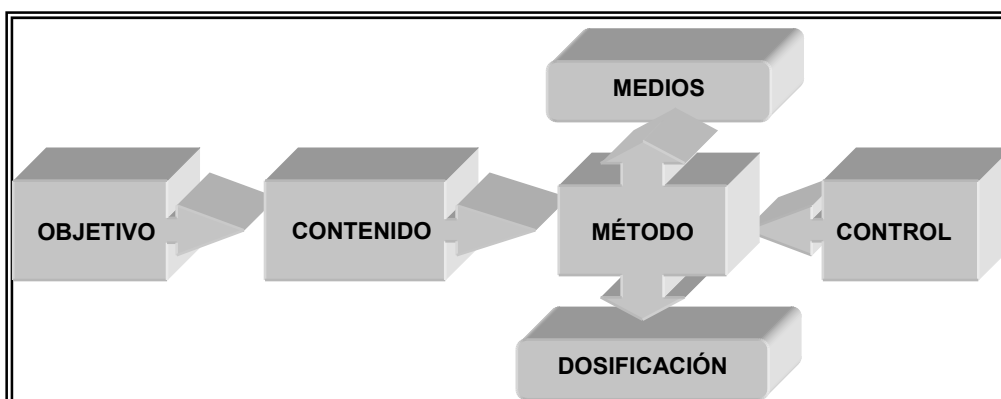 MEDIOS
OBJETIVO
CONTENIDO
MÉTODO
CONTROL
DOSIFICACIÓN